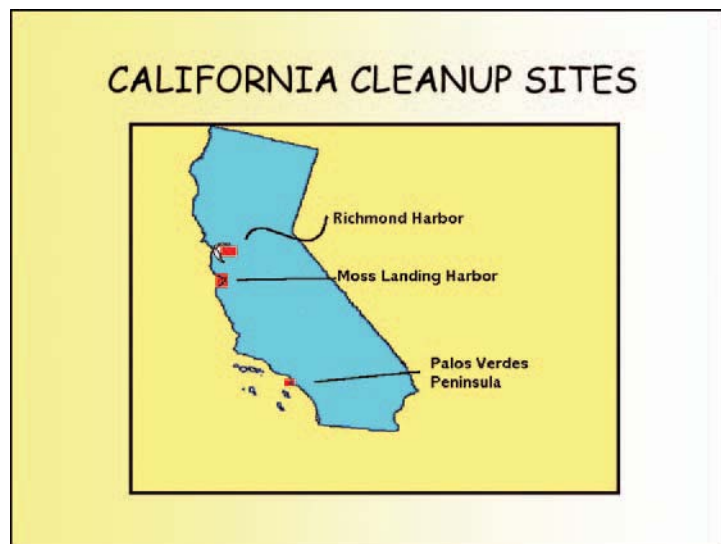 CALIFORNIA CLEANUP SITES
Richmond Harbor
Moss Landing Harbor
Palos Verdes
Peninsula